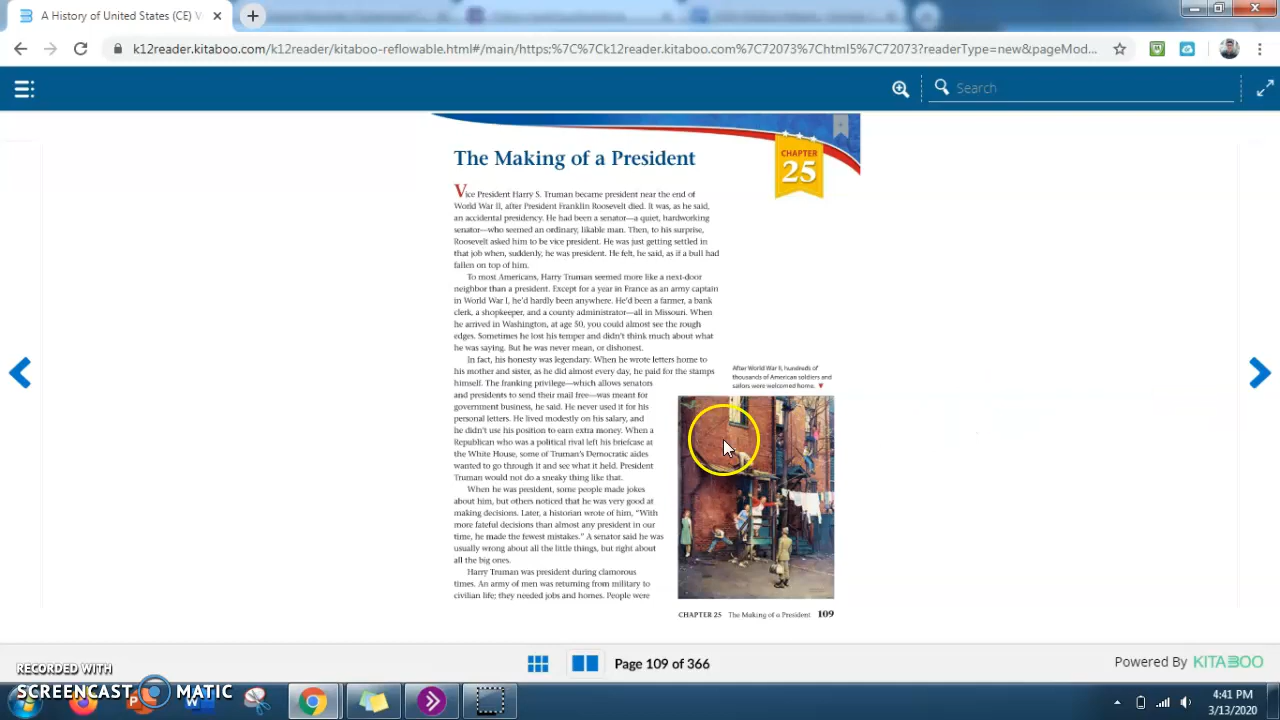 A History of United States (CE) V
k12reader.kitaboo.com/k12reader/kitaboo-reflowable.html#/main/https;%7C%7Ck12reader.kitaboo.com%7C72073%7Chtml5%7C72073?readerType=new&pageMod...
Search
The Making of a President
CHAPTER
25
Vice President Harry S. Truman became president near the end of
World War II, after President Franklin Roosevelt died. It was, as he said,
an accidental presidency. He had been a senator—a quiet, hardworking
senator—who seemed an ordinary, likable man. Then, to his surprise,
Roosevelt asked him to be vice president. He was just getting settled in
that job when, suddenly, he was president. He felt, he said, as if a bull had
fallen on top of him.
To most Americans, Harry Truman seemed more like a next-door
neighbor than a president. Except for a year in France as an army captain
in World War I, he'd hardly been anywhere. He'd been a farmer, a bank
clerk, a shopkeeper, and a county administrator—all in Missouri. When
he arrived in Washington, at age 50, you could almost see the rough
edges. Sometimes he lost his temper and didn't think much about what
he was saying. But he was never mean, or dishonest.
In fact, his honesty was legendary. When he wrote letters home to
his mother and sister, as he did almost every day, he paid for the stamps
himself. The franking privilege—which allows senators
and presidents to send their mail free—was meant for
government business, he said. He never used it for his
personal letters. He lived modestly on his salary, and
he didn't use his position to earn extra money. When a
Republican who was a political rival left his briefcase at
the White House, some of Truman's Democratic aides
wanted to go through it and see what it held. President
Truman would not do a sneaky thing like that.
When he was president, some people made jokes
about him, but others noticed that he was very good at
making decisions. Later, a historian wrote of him, "With
more fateful decisions than almost any president in our
time, he made the fewest mistakes." A senator said he was
usually wrong about all the little things, but right about
all the big ones.
Harry Truman was president during clamorous
times. An army of men was returning from military to
civilian life; they needed jobs and homes. People were
After World War II, hundreds of
thousands of American soldiers and
sailors were welcomed home.
CHAPTER 25 The Making of a President 109
Page 109 of 366
Powered By KITABOO
RECORDED WITH
SCREENCAST MATIC
4:41 PM
3/13/2020